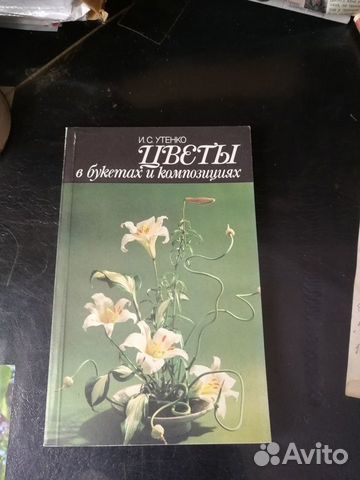 И. С. УТЕНКО
ЦВЕТЫ
в букетах и композициях
Avito